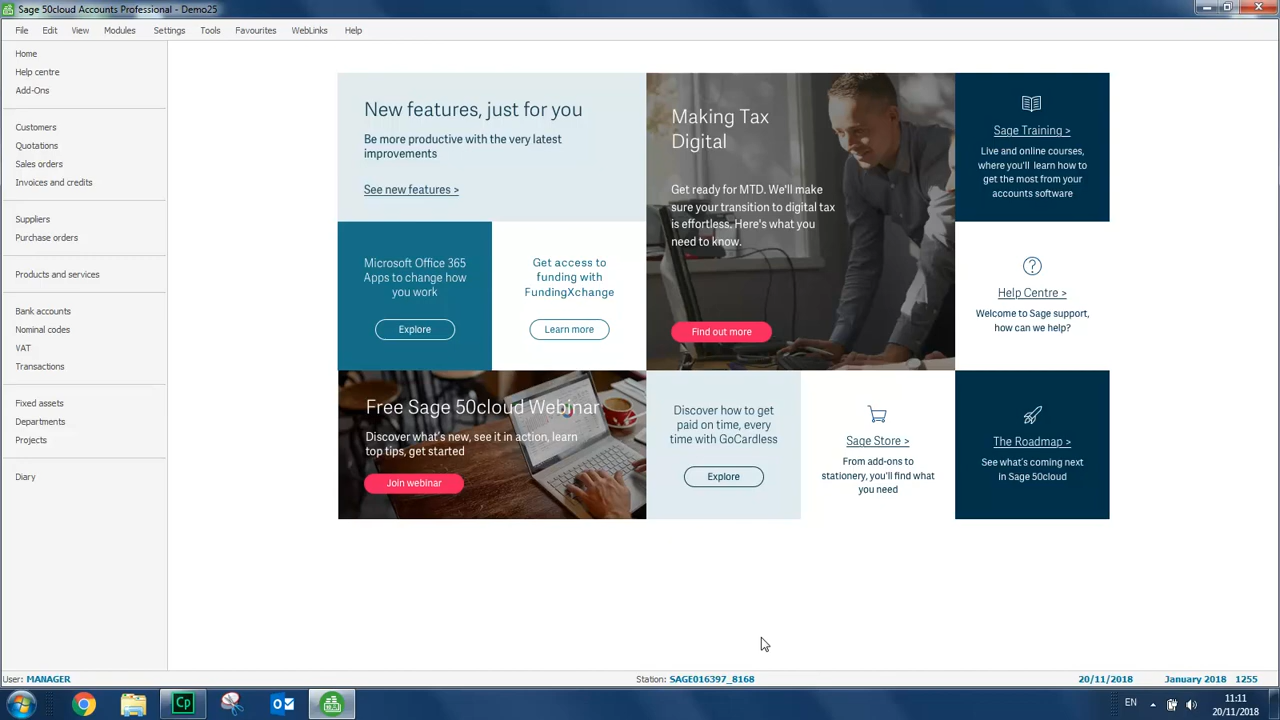 Sage 50cloud Accounts Professional - Demo25
File Edit View Modules Settings Tools Favourites WebLinks Help
Home
Help centre
Add-Ons
Customers
Quotations
Sales orders
Invoices and credits
Suppliers
Purchase orders
Products and services
Bank accounts
Nominal codes
VAT
Transactions
Fixed assets
Departments
Projects
Diary
New features, just for you
Be more productive with the very latest
improvements
See new features >
Making Tax
Digital
Get ready for MTD. We'll make
sure your transition to digital tax
is effortless. Here's what you
need to know.
Find out more
Sage Training >
Live and online courses,
where you'll learn how to
get the most from your
accounts software
Microsoft Office 365
Apps to change how
you work
Explore
Get access to
funding with
FundingXchange
Learn more
Help Centre >
Welcome to Sage support,
how can we help?
Free Sage 50cloud Webinar
Discover what's new, see it in action, learn
top tips, get started
Join webinar
Discover how to get
paid on time, every
time with GoCardless
Explore
Sage Store >
From add-ons to
stationery, you'll find what
you need
The Roadmap >
See what's coming next
in Sage 50cloud
User: MANAGER
Station: SAGE016397_8168
20/11/2018
January 2018
1255
Cp
EN
11:11
20/11/2018